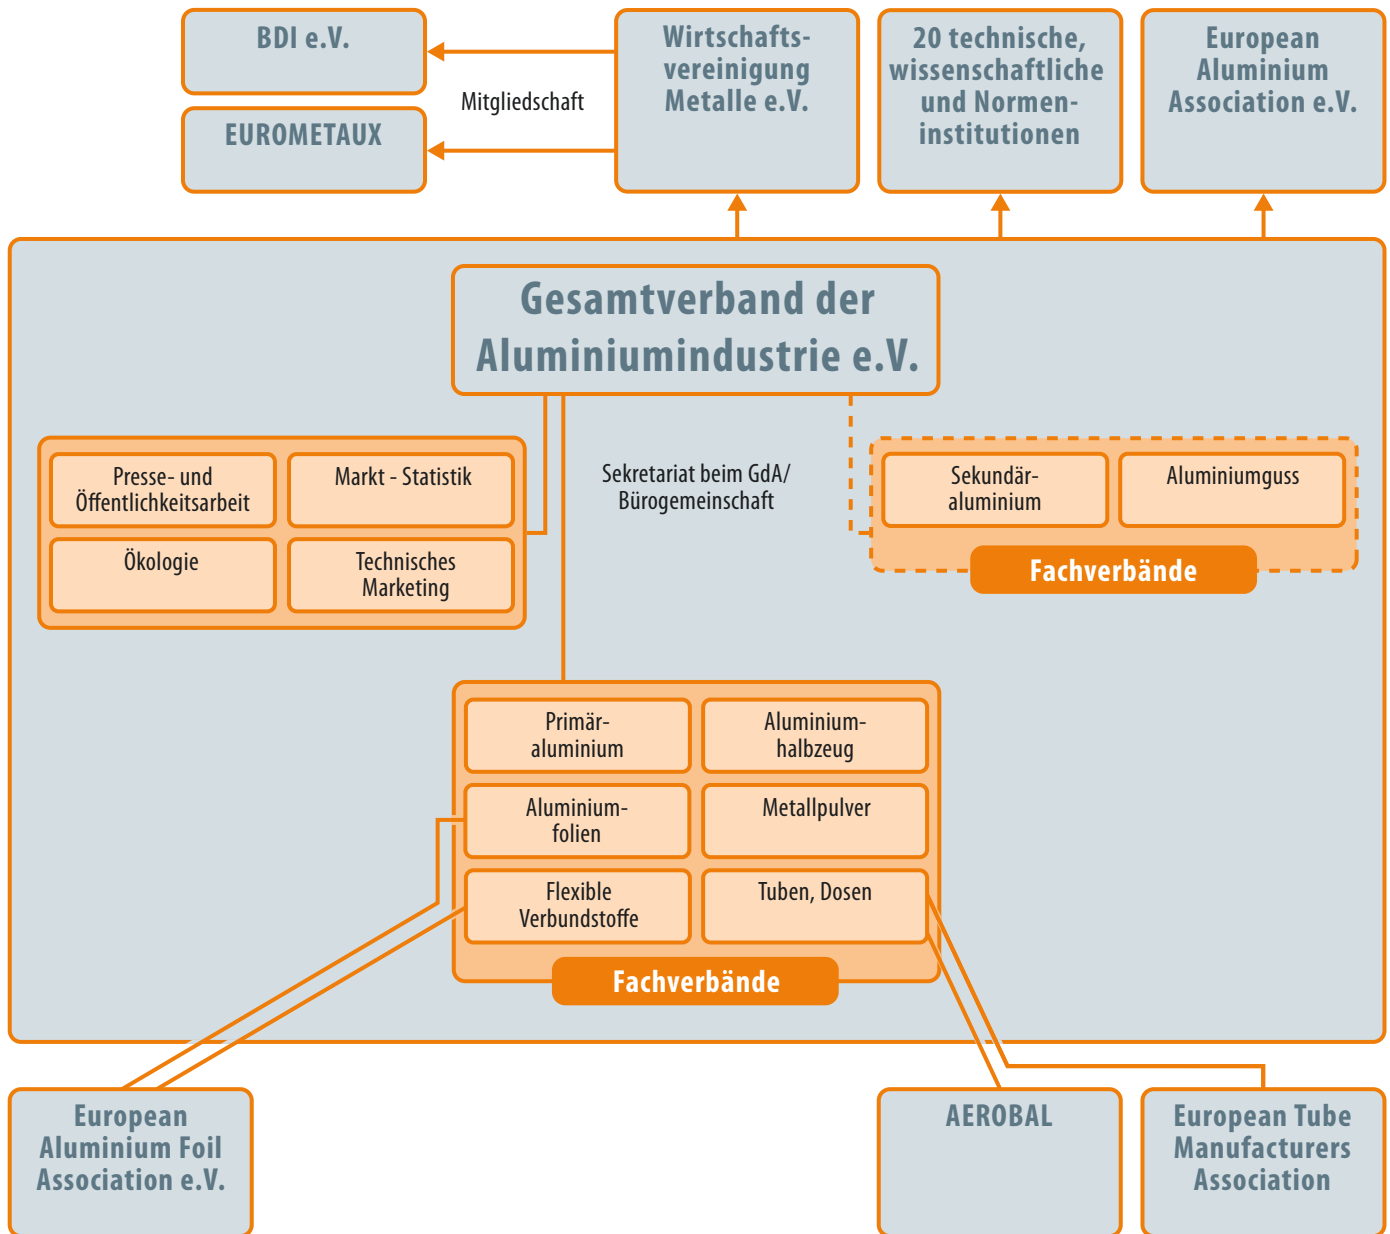 BDI e.V.
EUROMETAUX
Mitgliedschaft
Wirtschafts-
vereinigung
Metalle e.V.
20 technische,
wissenschaftliche
und Normen-
institutionen
European
Aluminium
Association e.V.
Gesamtverband der
Aluminiumindustrie e.V.
Presse- und
Öffentlichkeitsarbeit
Markt - Statistik
Ökologie
Technisches
Marketing
Sekretariat beim GdA/
Bürogemeinschaft
Sekundär-
aluminium
Aluminiumguss
Fachverbände
Primär-
aluminium
Aluminium-
halbzeug
Aluminium-
folien
Metallpulver
Flexible
Verbundstoffe
Tuben, Dosen
Fachverbände
European
Aluminium Foil
Association e.V.
AEROBAL
European Tube
Manufacturers
Association